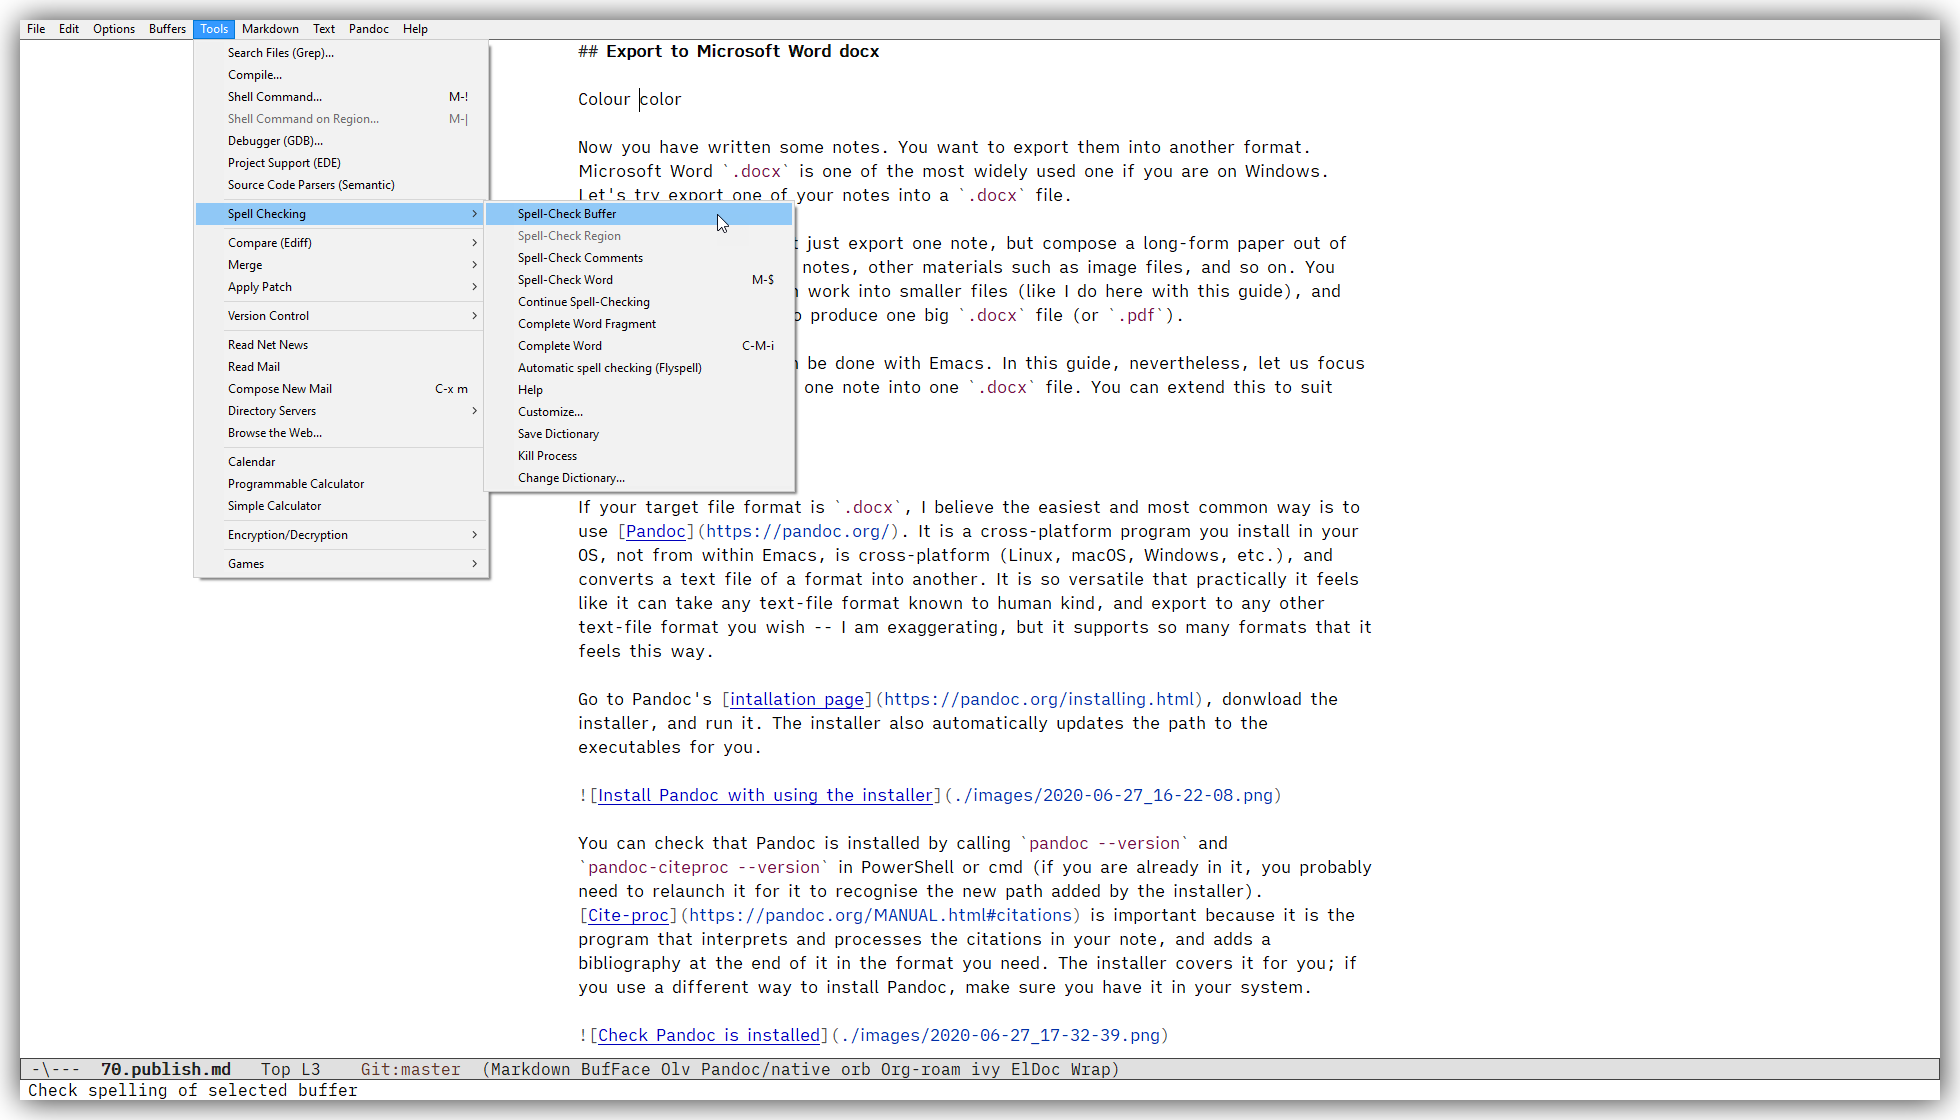 File Edit Options Buffers Tools Markdown Text Pandoc Help
Search Files (Grep)...
Compile...
Shell Command... M-!
Shell Command on Region... M-|
Debugger (GDB)...
Project Support (EDE)
Source Code Parsers (Semantic)
Spell Checking
Compare (Ediff)
Merge
Apply Patch
Version Control
Read Net News
Read Mail
Compose New Mail C-x m
Directory Servers
Browse the Web...
Calendar
Programmable Calculator
Simple Calculator
Encryption/Decryption
Games
Spell-Check Buffer
Spell-Check Region
Spell-Check Comments
Spell-Check Word M-$
Continue Spell-Checking
Complete Word Fragment
Complete Word C-M-i
Automatic spell checking (Flyspell)
Help
Customize...
Save Dictionary
Kill Process
Change Dictionary...
## Export to Microsoft Word docx
Colour color
Now you have written some notes. You want to export them into another format.
Microsoft Word `.docx` is one of the most widely used one if you are on Windows.
Let's try export one of your notes into a `.docx` file.
just export one note, but compose a long-form paper out of
notes, other materials such as image files, and so on. You
work into smaller files (like I do here with this guide), and
produce one big `.docx` file (or `.pdf`).
be done with Emacs. In this guide, nevertheless, let us focus
one note into one `.docx` file. You can extend this to suit
If your target file format is `.docx`, I believe the easiest and most common way is to
use [Pandoc](https://pandoc.org/). It is a cross-platform program you install in your
OS, not from within Emacs, is cross-platform (Linux, macOS, Windows, etc.), and
converts a text file of a format into another. It is so versatile that practically it feels
like it can take any text-file format known to human kind, and export to any other
text-file format you wish -- I am exaggerating, but it supports so many formats that it
feels this way.
Go to Pandoc's [intallation page](https://pandoc.org/installing.html), donwload the
installer, and run it. The installer also automatically updates the path to the
executables for you.
![Install Pandoc with using the installer](./images/2020-06-27_16-22-08.png)
You can check that Pandoc is installed by calling `pandoc --version` and
`pandoc-citeproc --version` in PowerShell or cmd (if you are already in it, you probably
need to relaunch it for it to recognise the new path added by the installer).
[Cite-proc](https://pandoc.org/MANUAL.html#citations) is important because it is the
program that interprets and processes the citations in your note, and adds a
bibliography at the end of it in the format you need. The installer covers it for you; if
you use a different way to install Pandoc, make sure you have it in your system.
![Check Pandoc is installed](./images/2020-06-27_17-32-39.png)
-\--- 70.publish.md Top L3 Git:master (Markdown BufFace Olv Pandoc/native orb Org-roam ivy ElDoc Wrap)
Check spelling of selected buffer